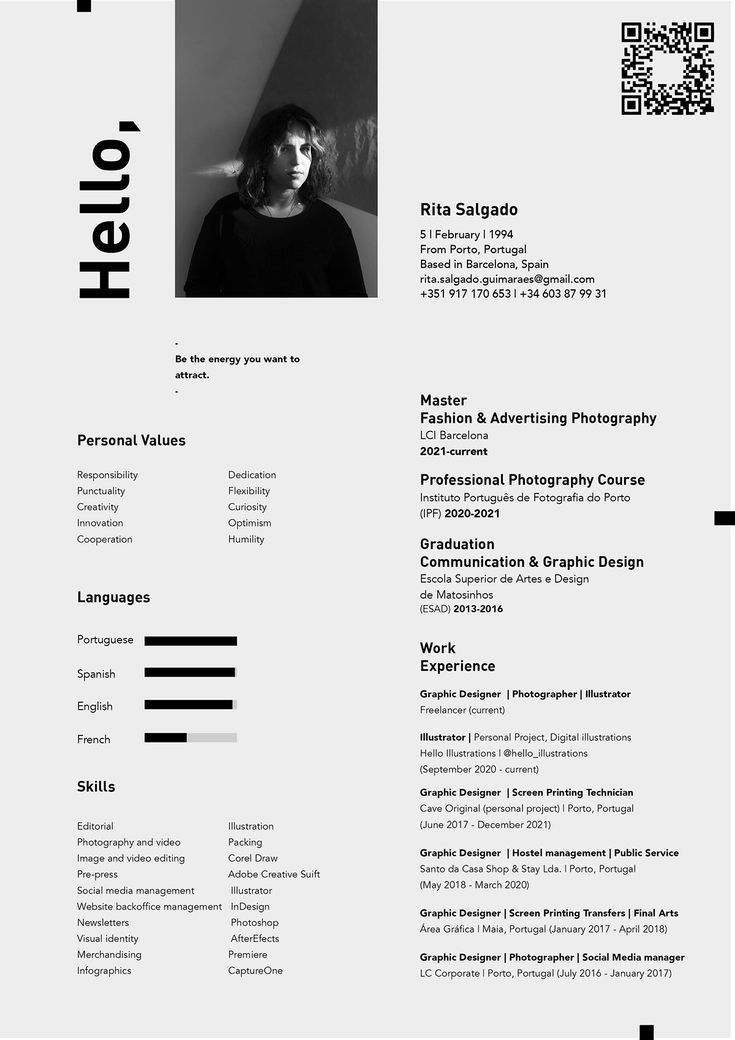 Hello,
Rita Salgado
5 | February | 1994
From Porto, Portugal
Based in Barcelona, Spain
rita.salgado.guimaraes@gmail.com
+351 917 170 653 | +34 603 87 99 31
-
Be the energy you want to
attract.
-
Personal Values
Responsibility
Punctuality
Creativity
Innovation
Cooperation
Dedication
Flexibility
Curiosity
Optimism
Humility
Languages
Portuguese
Spanish
English
French
Skills
Editorial
Photography and video
Image and video editing
Pre-press
Social media management
Website backoffice management
Newsletters
Visual identity
Merchandising
Infographics
Illustration
Packing
Corel Draw
Adobe Creative Suift
Illustrator
InDesign
Photoshop
AfterEfects
Premiere
CaptureOne
Master
Fashion & Advertising Photography
LCI Barcelona
2021-current
Professional Photography Course
Instituto Português de Fotografia do Porto
(IPF) 2020-2021
Graduation
Communication & Graphic Design
Escola Superior de Artes e Design
de Matosinhos
(ESAD) 2013-2016
Work
Experience
Graphic Designer | Photographer | Illustrator
Freelancer (current)
Illustrator | Personal Project, Digital illustrations
Hello Illustrations | @hello_illustrations
(September 2020 - current)
Graphic Designer | Screen Printing Technician
Cave Original (personal project) | Porto, Portugal
(June 2017 - December 2021)
Graphic Designer | Hostel management | Public Service
Santo da Casa Shop & Stay Lda. | Porto, Portugal
(May 2018 - March 2020)
Graphic Designer | Screen Printing Transfers | Final Arts
Área Gráfica | Maia, Portugal (January 2017 - April 2018)
Graphic Designer | Photographer | Social Media manager
LC Corporate | Porto, Portugal (July 2016 - January 2017)